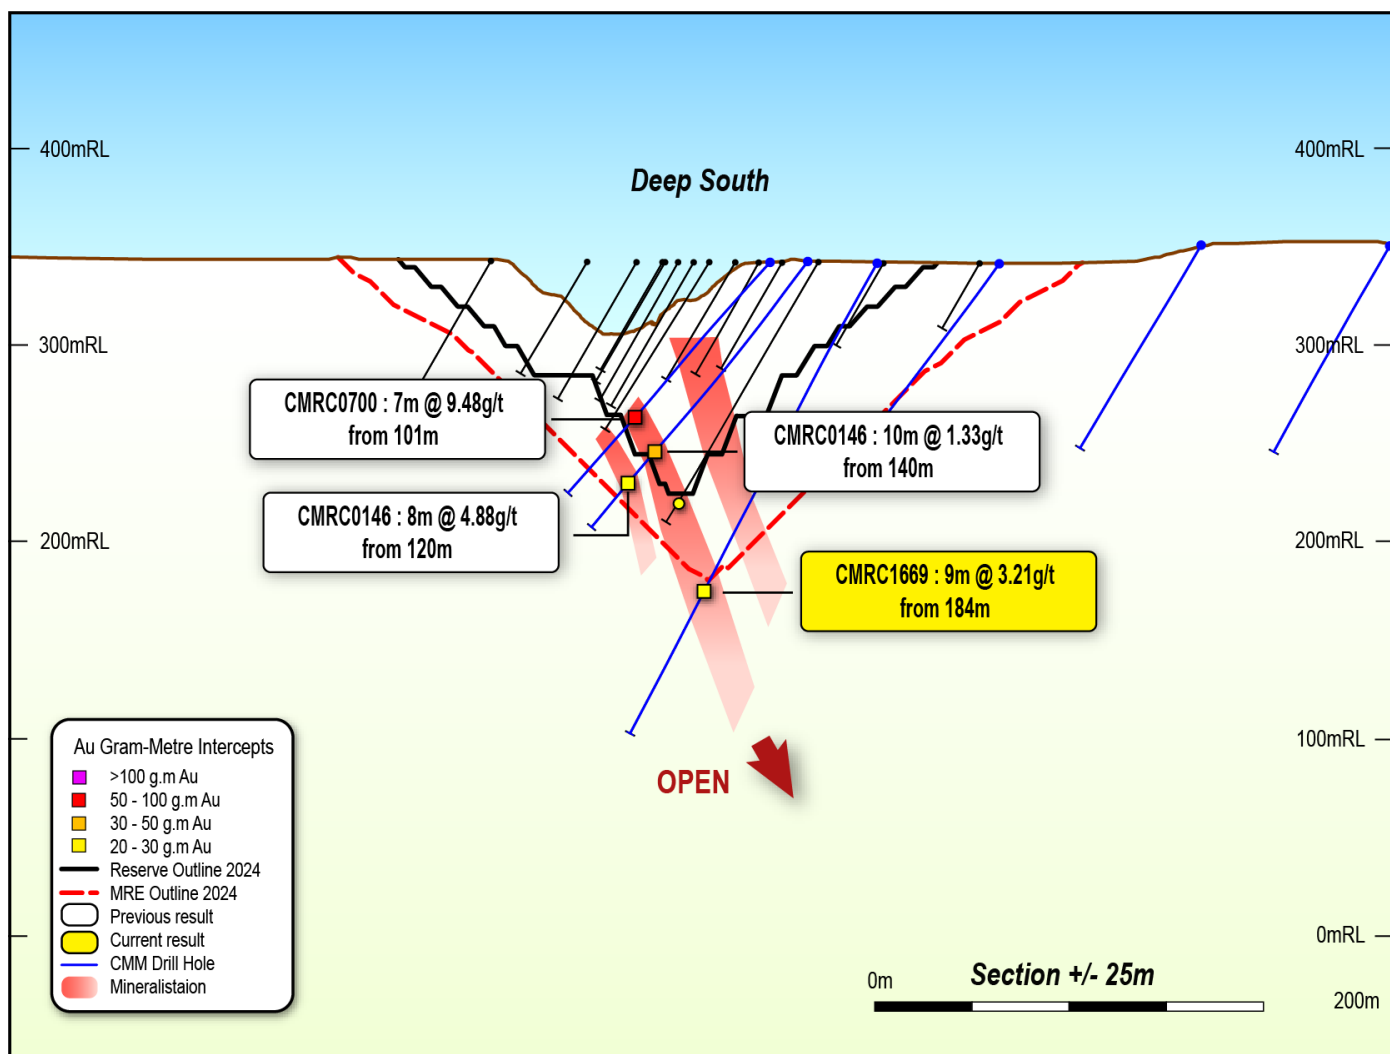 400mRL
400mRL
Deep South
300mRL
300mRL
CMRC0700 : 7m @ 9.48g/t
from 101m
CMRC0146 : 10m @ 1.33g/t
from 140m
CMRC0146 : 8m @ 4.88g/t
from 120m
200mRL
200mRL
CMRC1669 : 9m @ 3.21g/t
from 184m
100mRL
OPEN
Au Gram-Metre Intercepts
>100 g.m Au
50 - 100 g.m Au
30 - 50 g.m Au
20 - 30 g.m Au
Reserve Outline 2024
MRE Outline 2024
Previous result
Current result
CMM Drill Hole
Mineralistaion
0mRL
0m
Section +/- 25m
200m